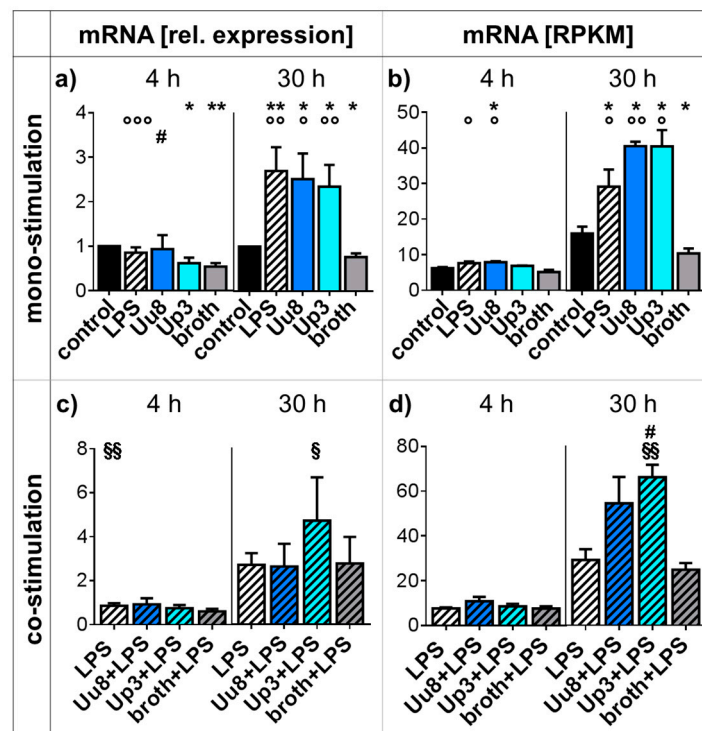 mRNA [rel. expression] mRNA [RPKM]
mono-stimulation
a) 4 h 30 h
°°° * ** ** * * *
# °° ° °°
4
3
2
1
0
control LPS Uu8 Up3 broth control LPS Uu8 Up3 broth
b) 4 h 30 h
* * ** * *
° ° ° °° °
50
40
30
20
10
0
control LPS Uu8 Up3 broth control LPS Uu8 Up3 broth
co-stimulation
c) 4 h 30 h
§§ §
8
6
4
2
0
LPS Uu8+LPS Up3+LPS broth+LPS LPS Uu8+LPS Up3+LPS broth+LPS
d) 4 h 30 h
#
§§
80
60
40
20
0
LPS Uu8+LPS Up3+LPS broth+LPS LPS Uu8+LPS Up3+LPS broth+LPS